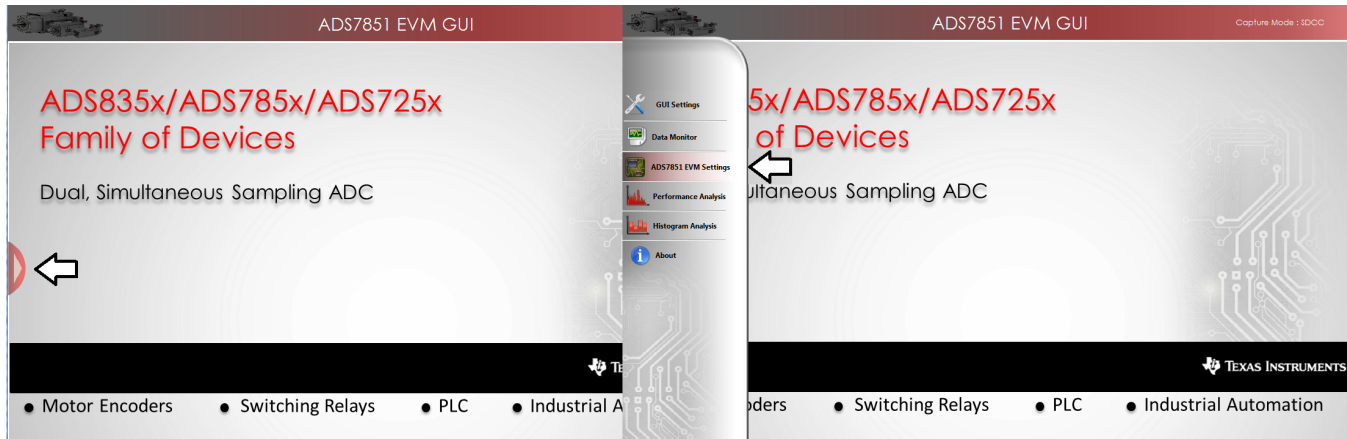 ADS7851 EVM GUI
ADS835x/ADS785x/ADS725x
Family of Devices
Dual, Simultaneous Sampling ADC
TE
● Motor Encoders ● Switching Relays ● PLC ● Industrial A
ADS7851 EVM GUI
Capture Mode : SDCC
GUI Settings
Data Monitor
ADS7851 EVM Settings
Performance Analysis
Histogram Analysis
About
5x/ADS785x/ADS725x
of Devices
ultaneous Sampling ADC
TEXAS INSTRUMENTS
oders ● Switching Relays ● PLC ● Industrial Automation